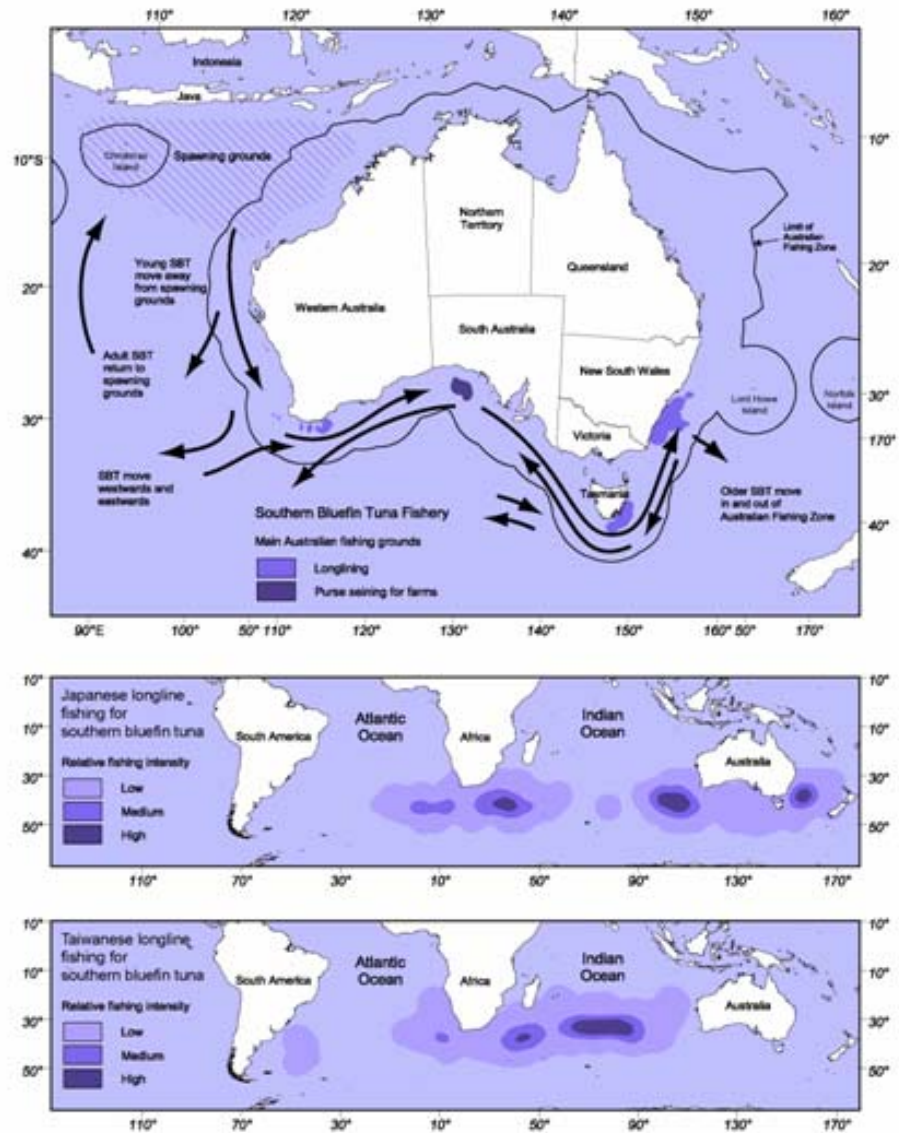 110° 120° 130° 140° 150° 160°
Indonesia
Java
10°
10°S
Christmas
Island
Spawning grounds
Northern
Territory
Limit of
Australian
Fishing Zone
Young SBT
move away
from spawning
grounds
20°
20°
Queensland
Western Australia
South Australia
Adult SBT
return to
spawning
grounds
New South Wales
Lord Howe
Island
Norfolk
Island
30°
30°
Victoria
170°
SBT move
westwards and
eastwards
Tasmania
Older SBT move
in and out of
Australian Fishing Zone
Southern Bluefin Tuna Fishery
40°
40°
Main Australian fishing grounds
Longlining
Purse seining for farms
90°E 100° 50° 110° 120° 130° 140° 150° 160° 50° 170°
10° 10°
Japanese longline
fishing for
southern bluefin tuna
Atlantic
Ocean
Indian
Ocean
10° 10°
South America
Africa
Australia
Relative fishing intensity
Low
30° 30°
Medium
High
50° 50°
110° 70° 30° 10° 50° 90° 130° 170°
10° 10°
Taiwanese longline
fishing for
southern bluefin tuna
Atlantic
Ocean
Indian
Ocean
10° 10°
South America
Africa
Australia
Relative fishing intensity
Low
30° 30°
Medium
High
50° 50°
110° 70° 30° 10° 50° 90° 130° 170°